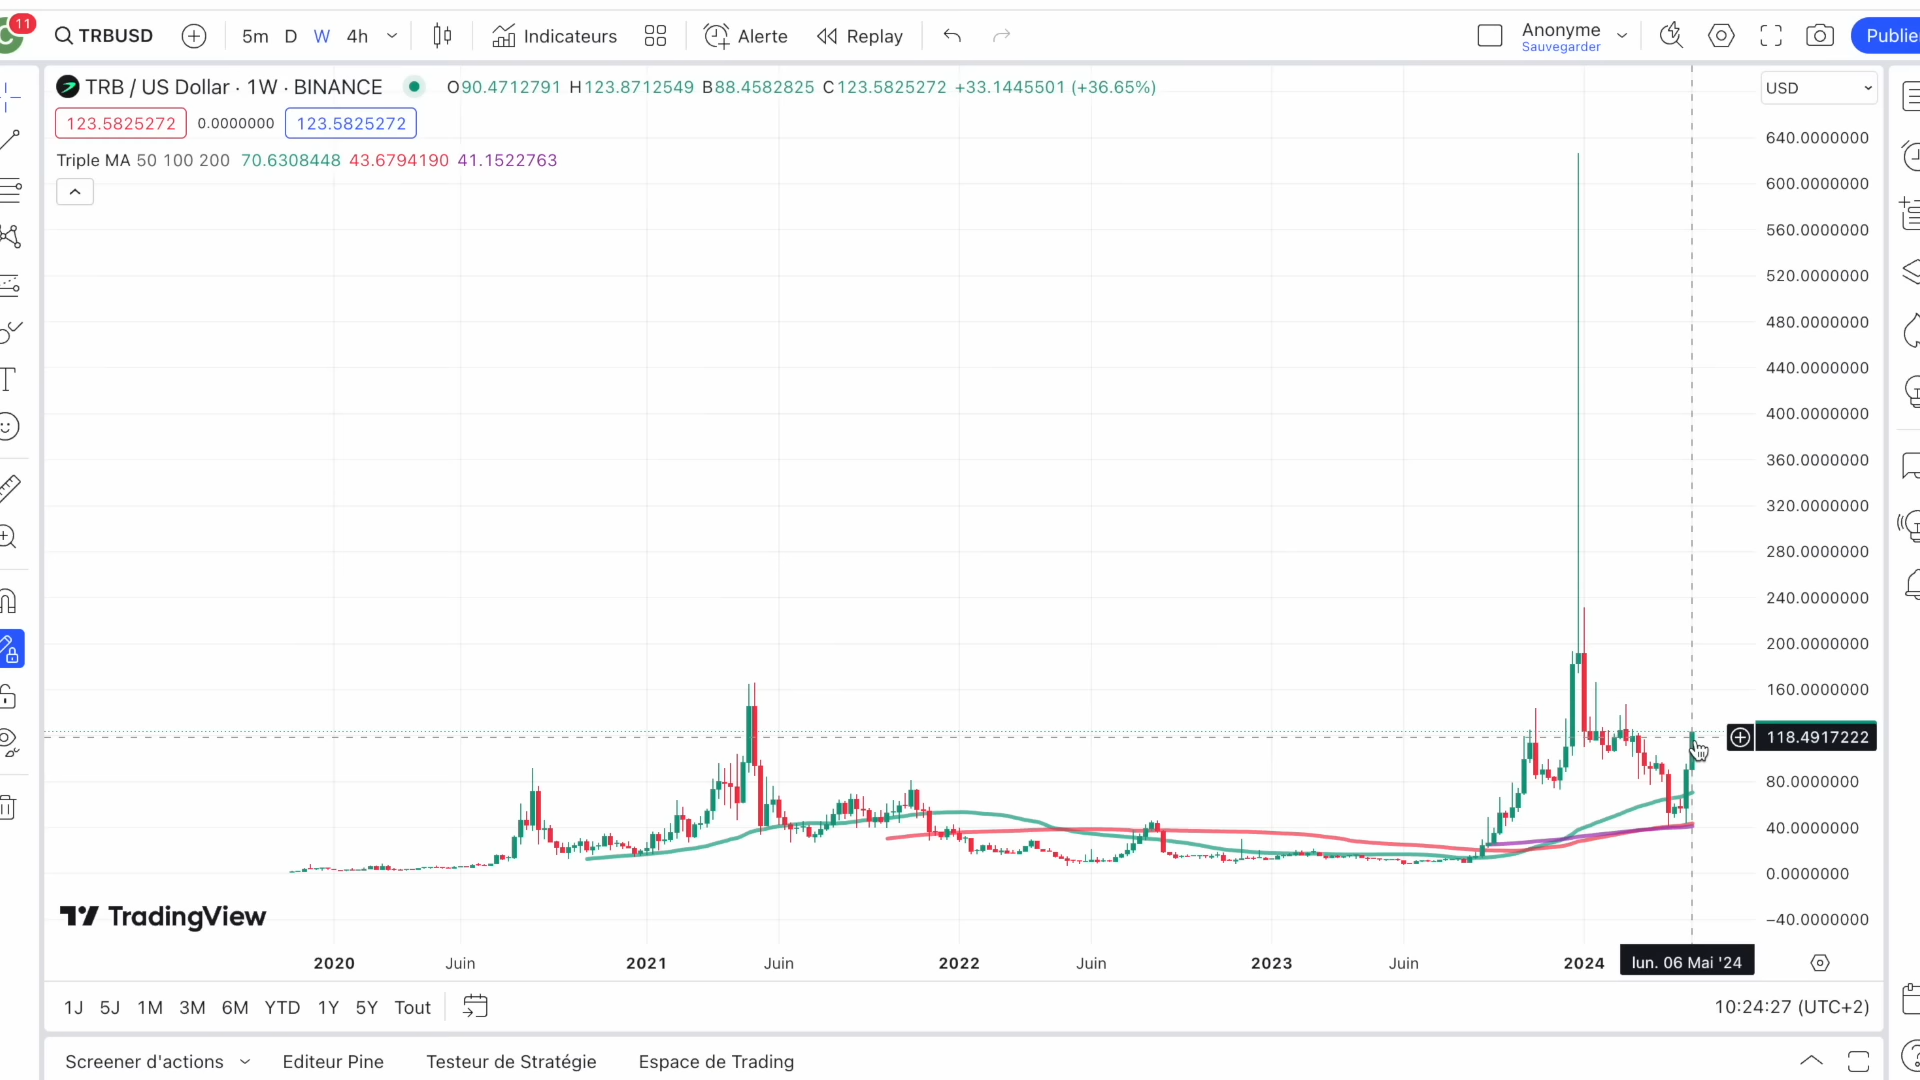 11
TRBUSD 5m D W 4h Indicateurs Alerte Replay Anonyme Publie
Sauvegarder
TRB / US Dollar · 1W · BINANCE O90.4712791 H123.8712549 B88.4582825 C123.5825272 +33.1445501 (+36.65%) USD
123.5825272 0.0000000 123.5825272
Triple MA 50 100 200 70.6308448 43.6794190 41.1522763
640.0000000
600.0000000
560.0000000
520.0000000
480.0000000
440.0000000
400.0000000
360.0000000
320.0000000
280.0000000
240.0000000
200.0000000
160.0000000
118.4917222
80.0000000
40.0000000
0.0000000
−40.0000000
TradingView
2020 Juin 2021 Juin 2022 Juin 2023 Juin 2024 lun. 06 Mai '24
1J 5J 1M 3M 6M YTD 1Y 5Y Tout 10:24:27 (UTC+2)
Screener d'actions Editeur Pine Testeur de Stratégie Espace de Trading